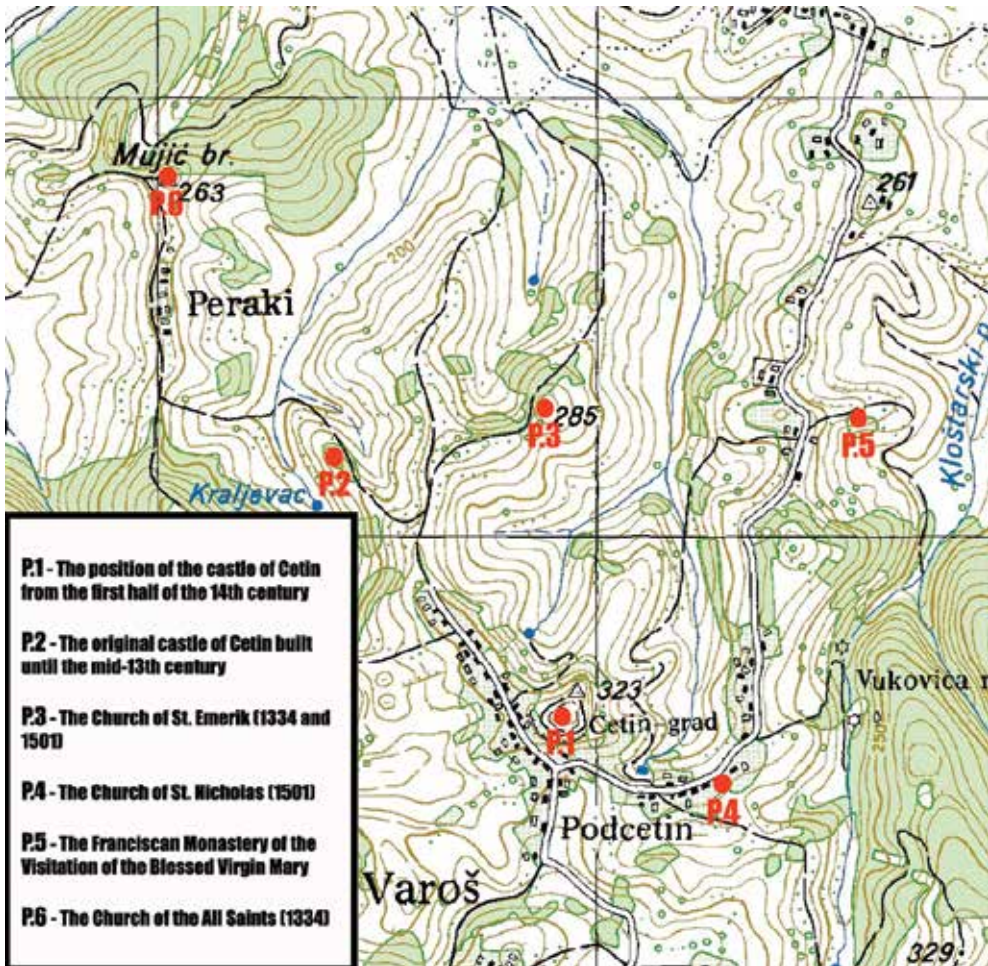 Mujić br.
263
P.6
261
200
Peraki
Kloštarski p.
P.3
285
P.5
P.2
Kraljevac
P.1 - The position of the castle of Cetin
from the first half of the 14th century
P.2 - The original castle of Cetin built
until the mid-13th century
P.3 - The Church of St. Emerik (1334 and
1501)
P.4 - The Church of St. Nicholas (1501)
P.5 - The Franciscan Monastery of the
Visitation of the Blessed Virgin Mary
P.6 - The Church of the All Saints (1334)
323
Vukovica
Cetin-grad
P.1
250
P.4
Podcetin
Varoš
329